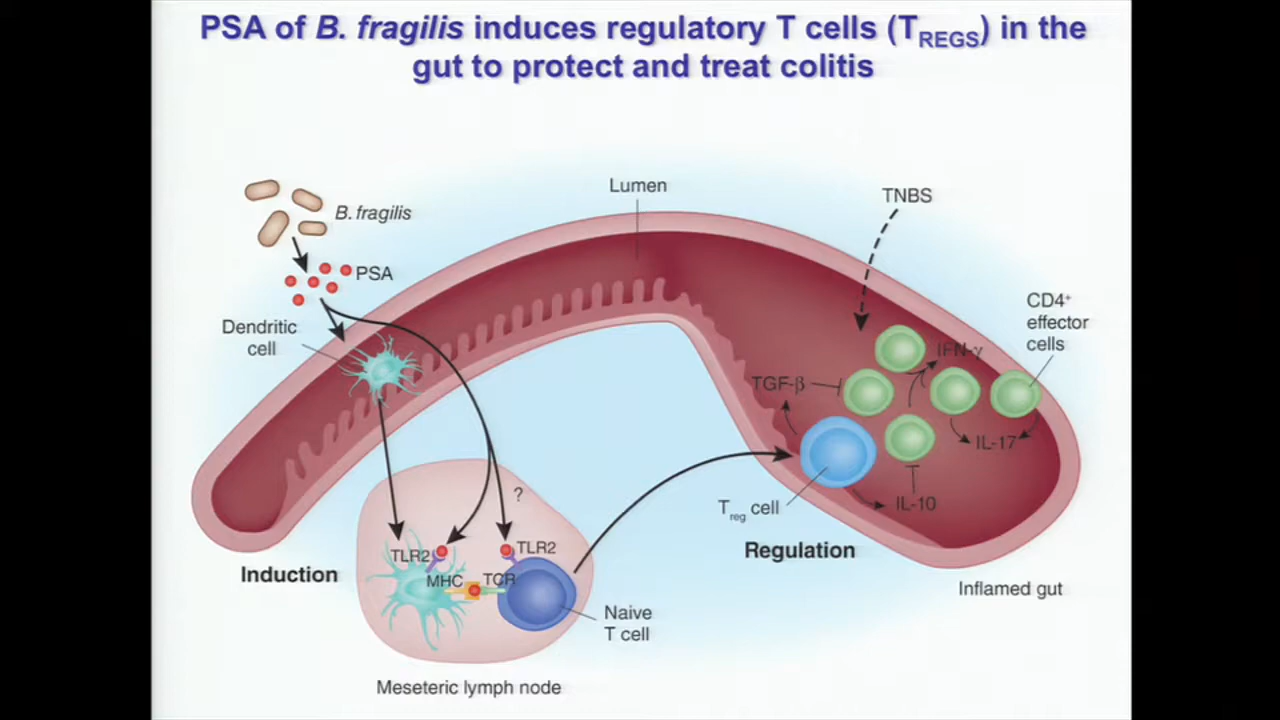 PSA of B. fragilis induces regulatory T cells (TREGS) in the
gut to protect and treat colitis
Lumen
TNBS
B. fragilis
PSA
CD4+
effector
cells
Dendritic
cell
IFN-γ
TGF-β
IL-17
Treg cell
IL-10
?
TLR2
TLR2
Regulation
Induction
MHC
TCR
Inflamed gut
Naive
T cell
Meseteric lymph node